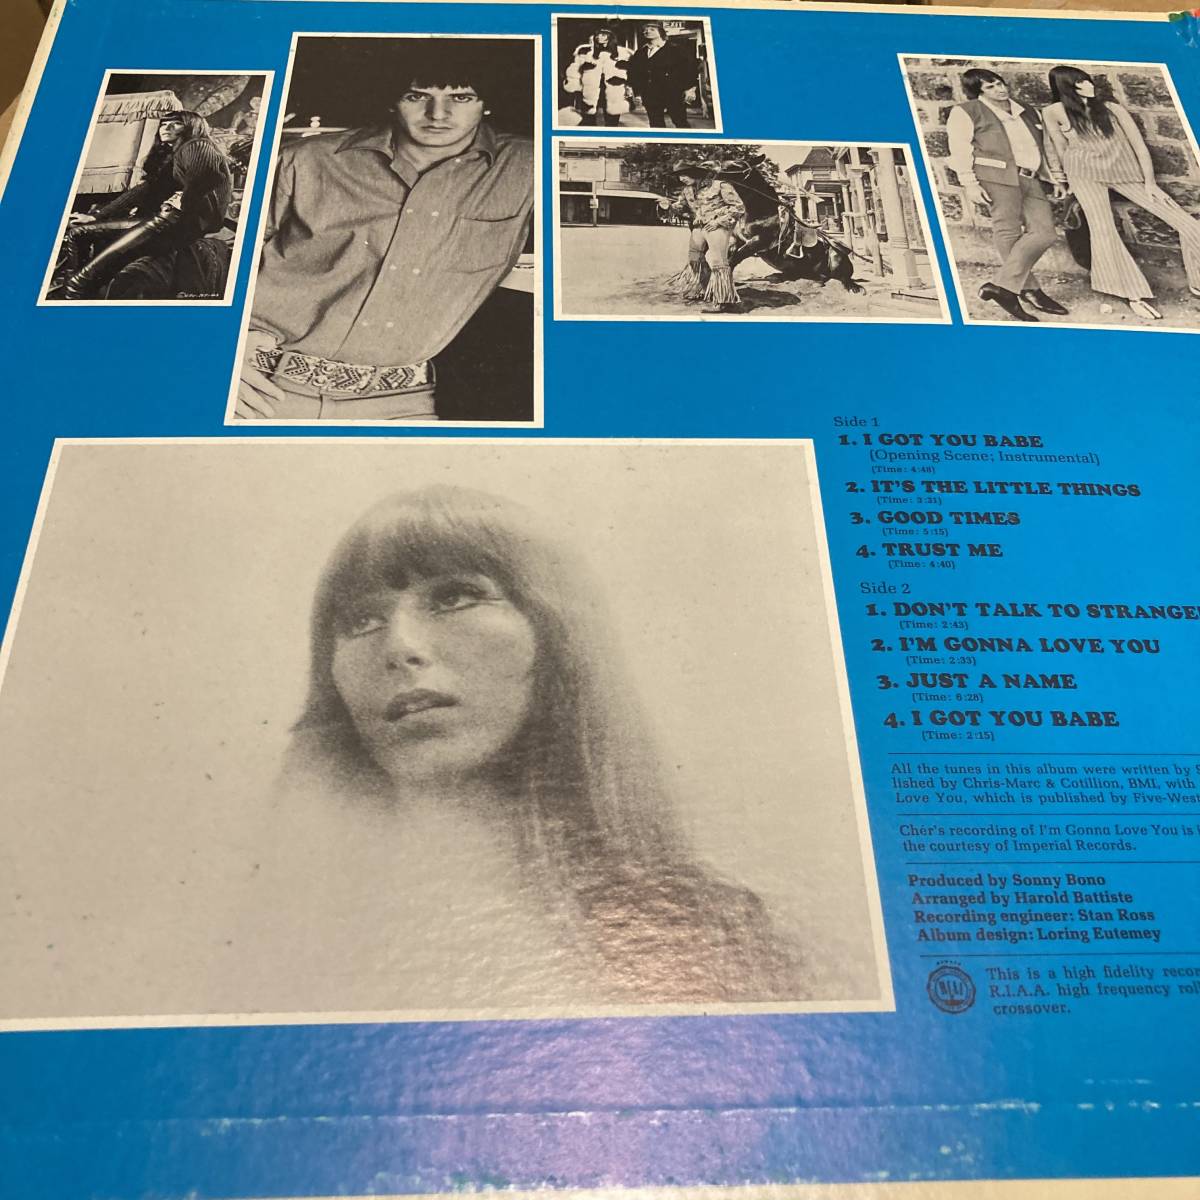 EXIT
Side 1
1. I GOT YOU BABE
(Opening Scene; Instrumental)
(Time: 4:48)
2. IT'S THE LITTLE THINGS
(Time: 3:31)
3. GOOD TIMES
(Time: 5:15)
4. TRUST ME
(Time: 4:40)
Side 2
1. DON'T TALK TO STRANGE
(Time: 2:43)
2. I'M GONNA LOVE YOU
(Time: 2:33)
3. JUST A NAME
(Time: 6:28)
4. I GOT YOU BABE
(Time: 2:15)
All the tunes in this album were written by S
lished by Chris-Marc & Cotillion, BMI, with
Love You, which is published by Five-West
Chér's recording of I'm Gonna Love You is
the courtesy of Imperial Records.
Produced by Sonny Bono
Arranged by Harold Battiste
Recording engineer: Stan Ross
Album design: Loring Eutemey
This is a high fidelity recor
R.I.A.A. high frequency roll
crossover.